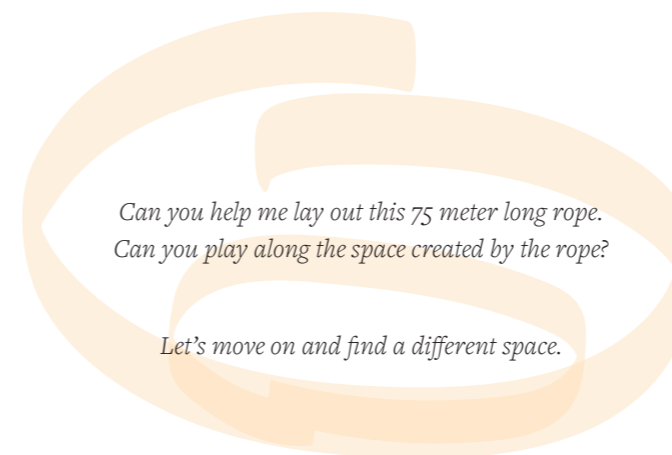 Can you help me lay out this 75 meter long rope.
Can you play along the space created by the rope?
Let’s move on and find a different space.